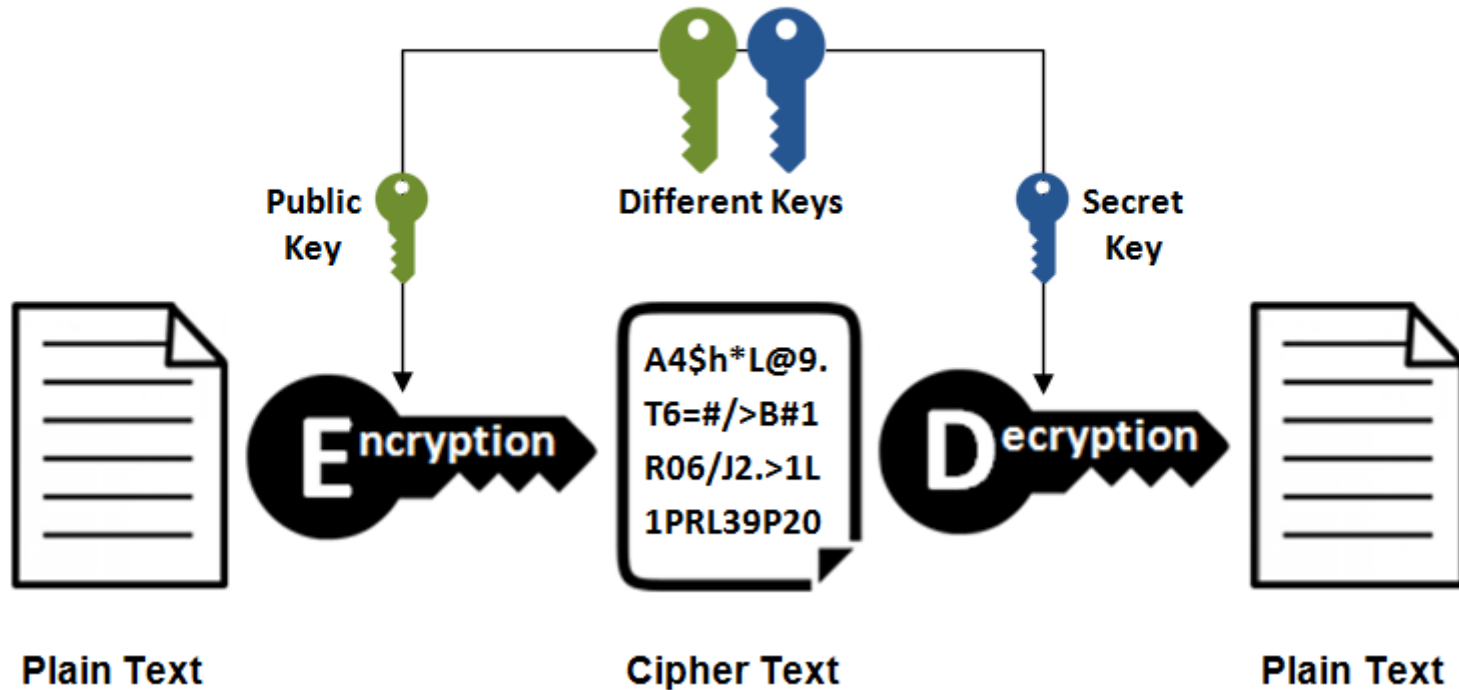 Public
Key
Different Keys
Secret
Key
Encryption
A4$h*L@9.
T6=#/>B#1
R06/J2.>1L
1PRL39P20
Decryption
Plain Text
Cipher Text
Plain Text